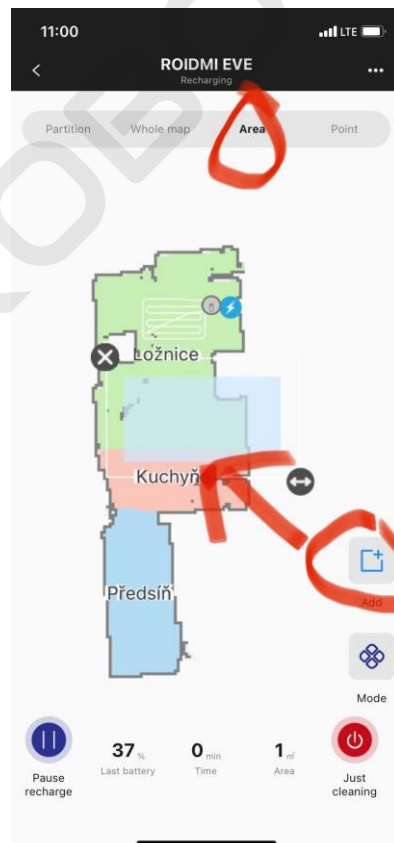 11:00
LTE
ROIDMI EVE
Recharging
Partition Whole map Area Point
Ložnice
Kuchyň
Předsíň
Add
Mode
37 % 0 min 1 ㎡
Last battery Time Area
Pause recharge
Just cleaning